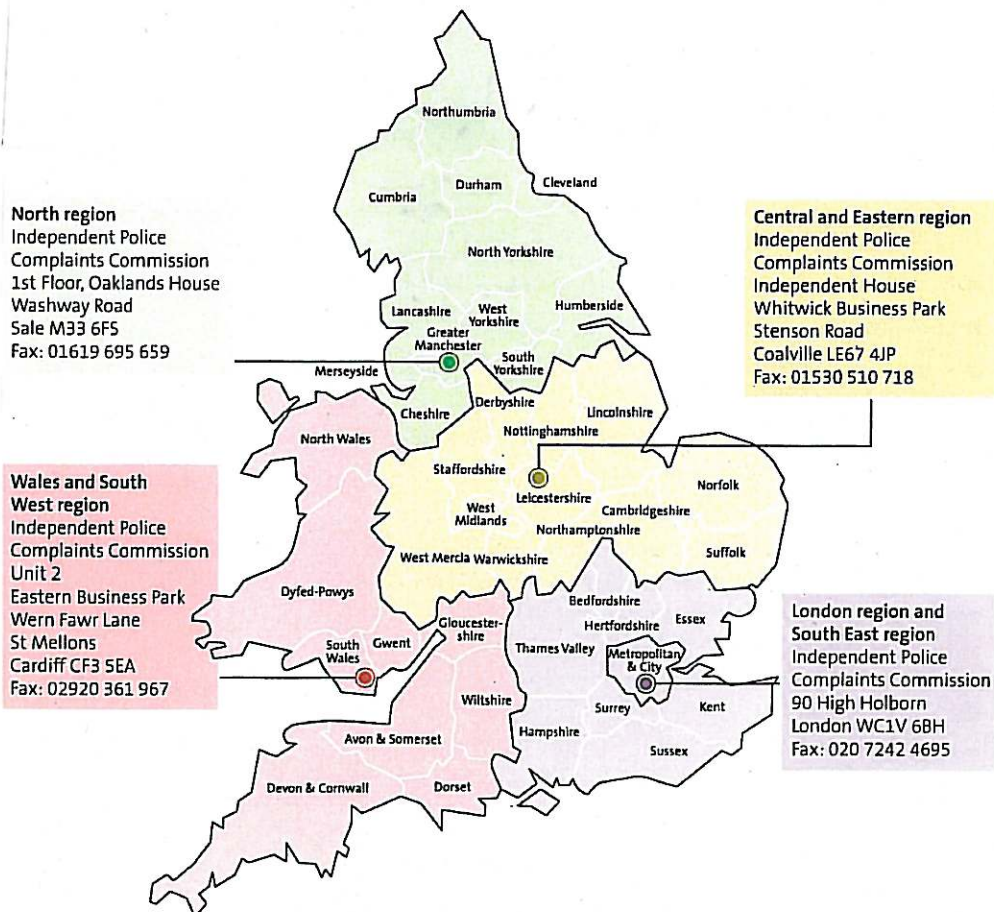 Northumbria
Cumbria
Durham
Cleveland
North Yorkshire
Lancashire
West
Yorkshire
Humberside
Greater
Manchester
South
Yorkshire
Merseyside
Cheshire
North region
Independent Police
Complaints Commission
1st Floor, Oaklands House
Washway Road
Sale M33 6FS
Fax: 01619 695 659
Central and Eastern region
Independent Police
Complaints Commission
Independent House
Whitwick Business Park
Stenson Road
Coalville LE67 4JP
Fax: 01530 510 718
Derbyshire
Lincolnshire
Nottinghamshire
North Wales
Staffordshire
Leicestershire
Norfolk
West
Midlands
Cambridgeshire
Northamptonshire
West Mercia
Warwickshire
Suffolk
Wales and South
West region
Independent Police
Complaints Commission
Unit 2
Eastern Business Park
Wern Fawr Lane
St Mellons
Cardiff CF3 5EA
Fax: 02920 361 967
Dyfed-Powys
South
Wales
Gwent
Gloucester-
shire
Bedfordshire
Hertfordshire
Essex
Thames Valley
Metropolitan
& City
Wiltshire
Surrey
Kent
Avon & Somerset
Hampshire
Sussex
Devon & Cornwall
Dorset
London region and
South East region
Independent Police
Complaints Commission
90 High Holborn
London WC1V 6BH
Fax: 020 7242 4695